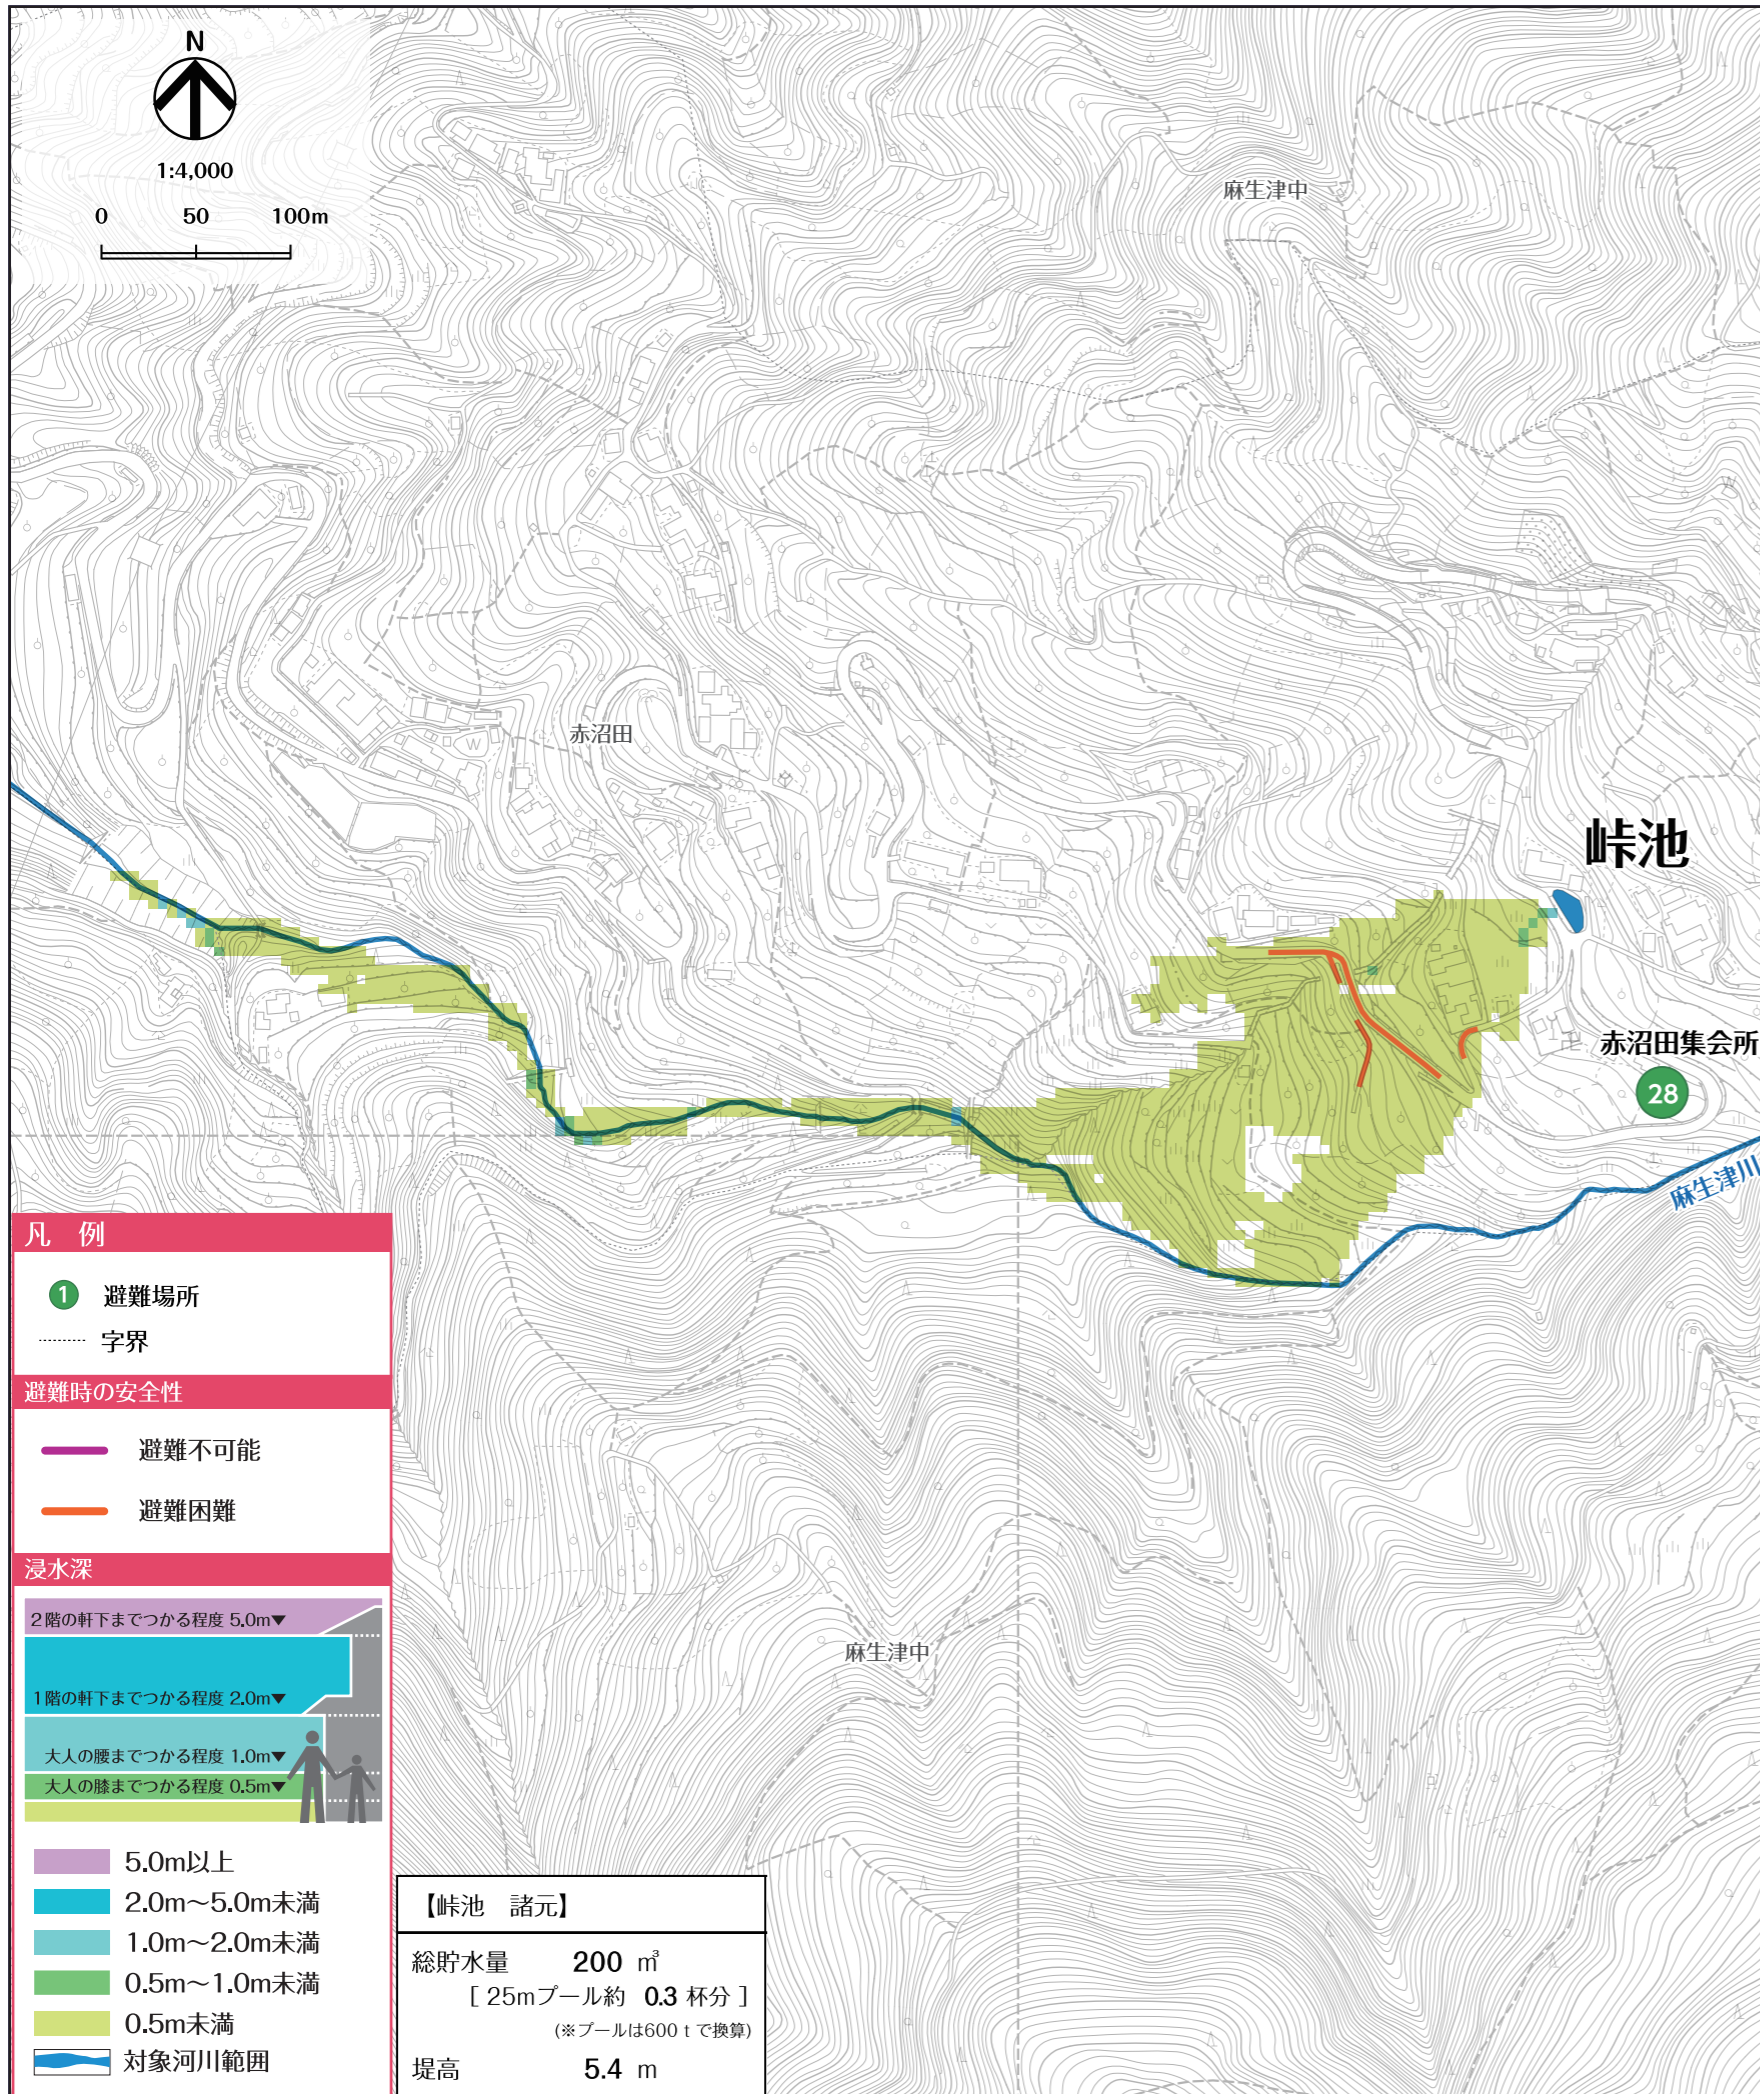 N
1:4,000
0 50 100m
麻生津中
赤沼田
峠池
赤沼田集会所
28
麻生津川
麻生津中
凡 例
1 避難場所
字界
避難時の安全性
避難不可能
避難困難
浸水深
2階の軒下までつかる程度 5.0m▼
1階の軒下までつかる程度 2.0m▼
大人の腰までつかる程度 1.0m▼
大人の膝までつかる程度 0.5m▼
5.0m以上
2.0m〜5.0m未満
1.0m〜2.0m未満
0.5m〜1.0m未満
0.5m未満
対象河川範囲
【峠池 諸元】
総貯水量 200 ㎥
[ 25mプール約 0.3 杯分 ]
(※プールは600 t で換算)
堤高 5.4 m